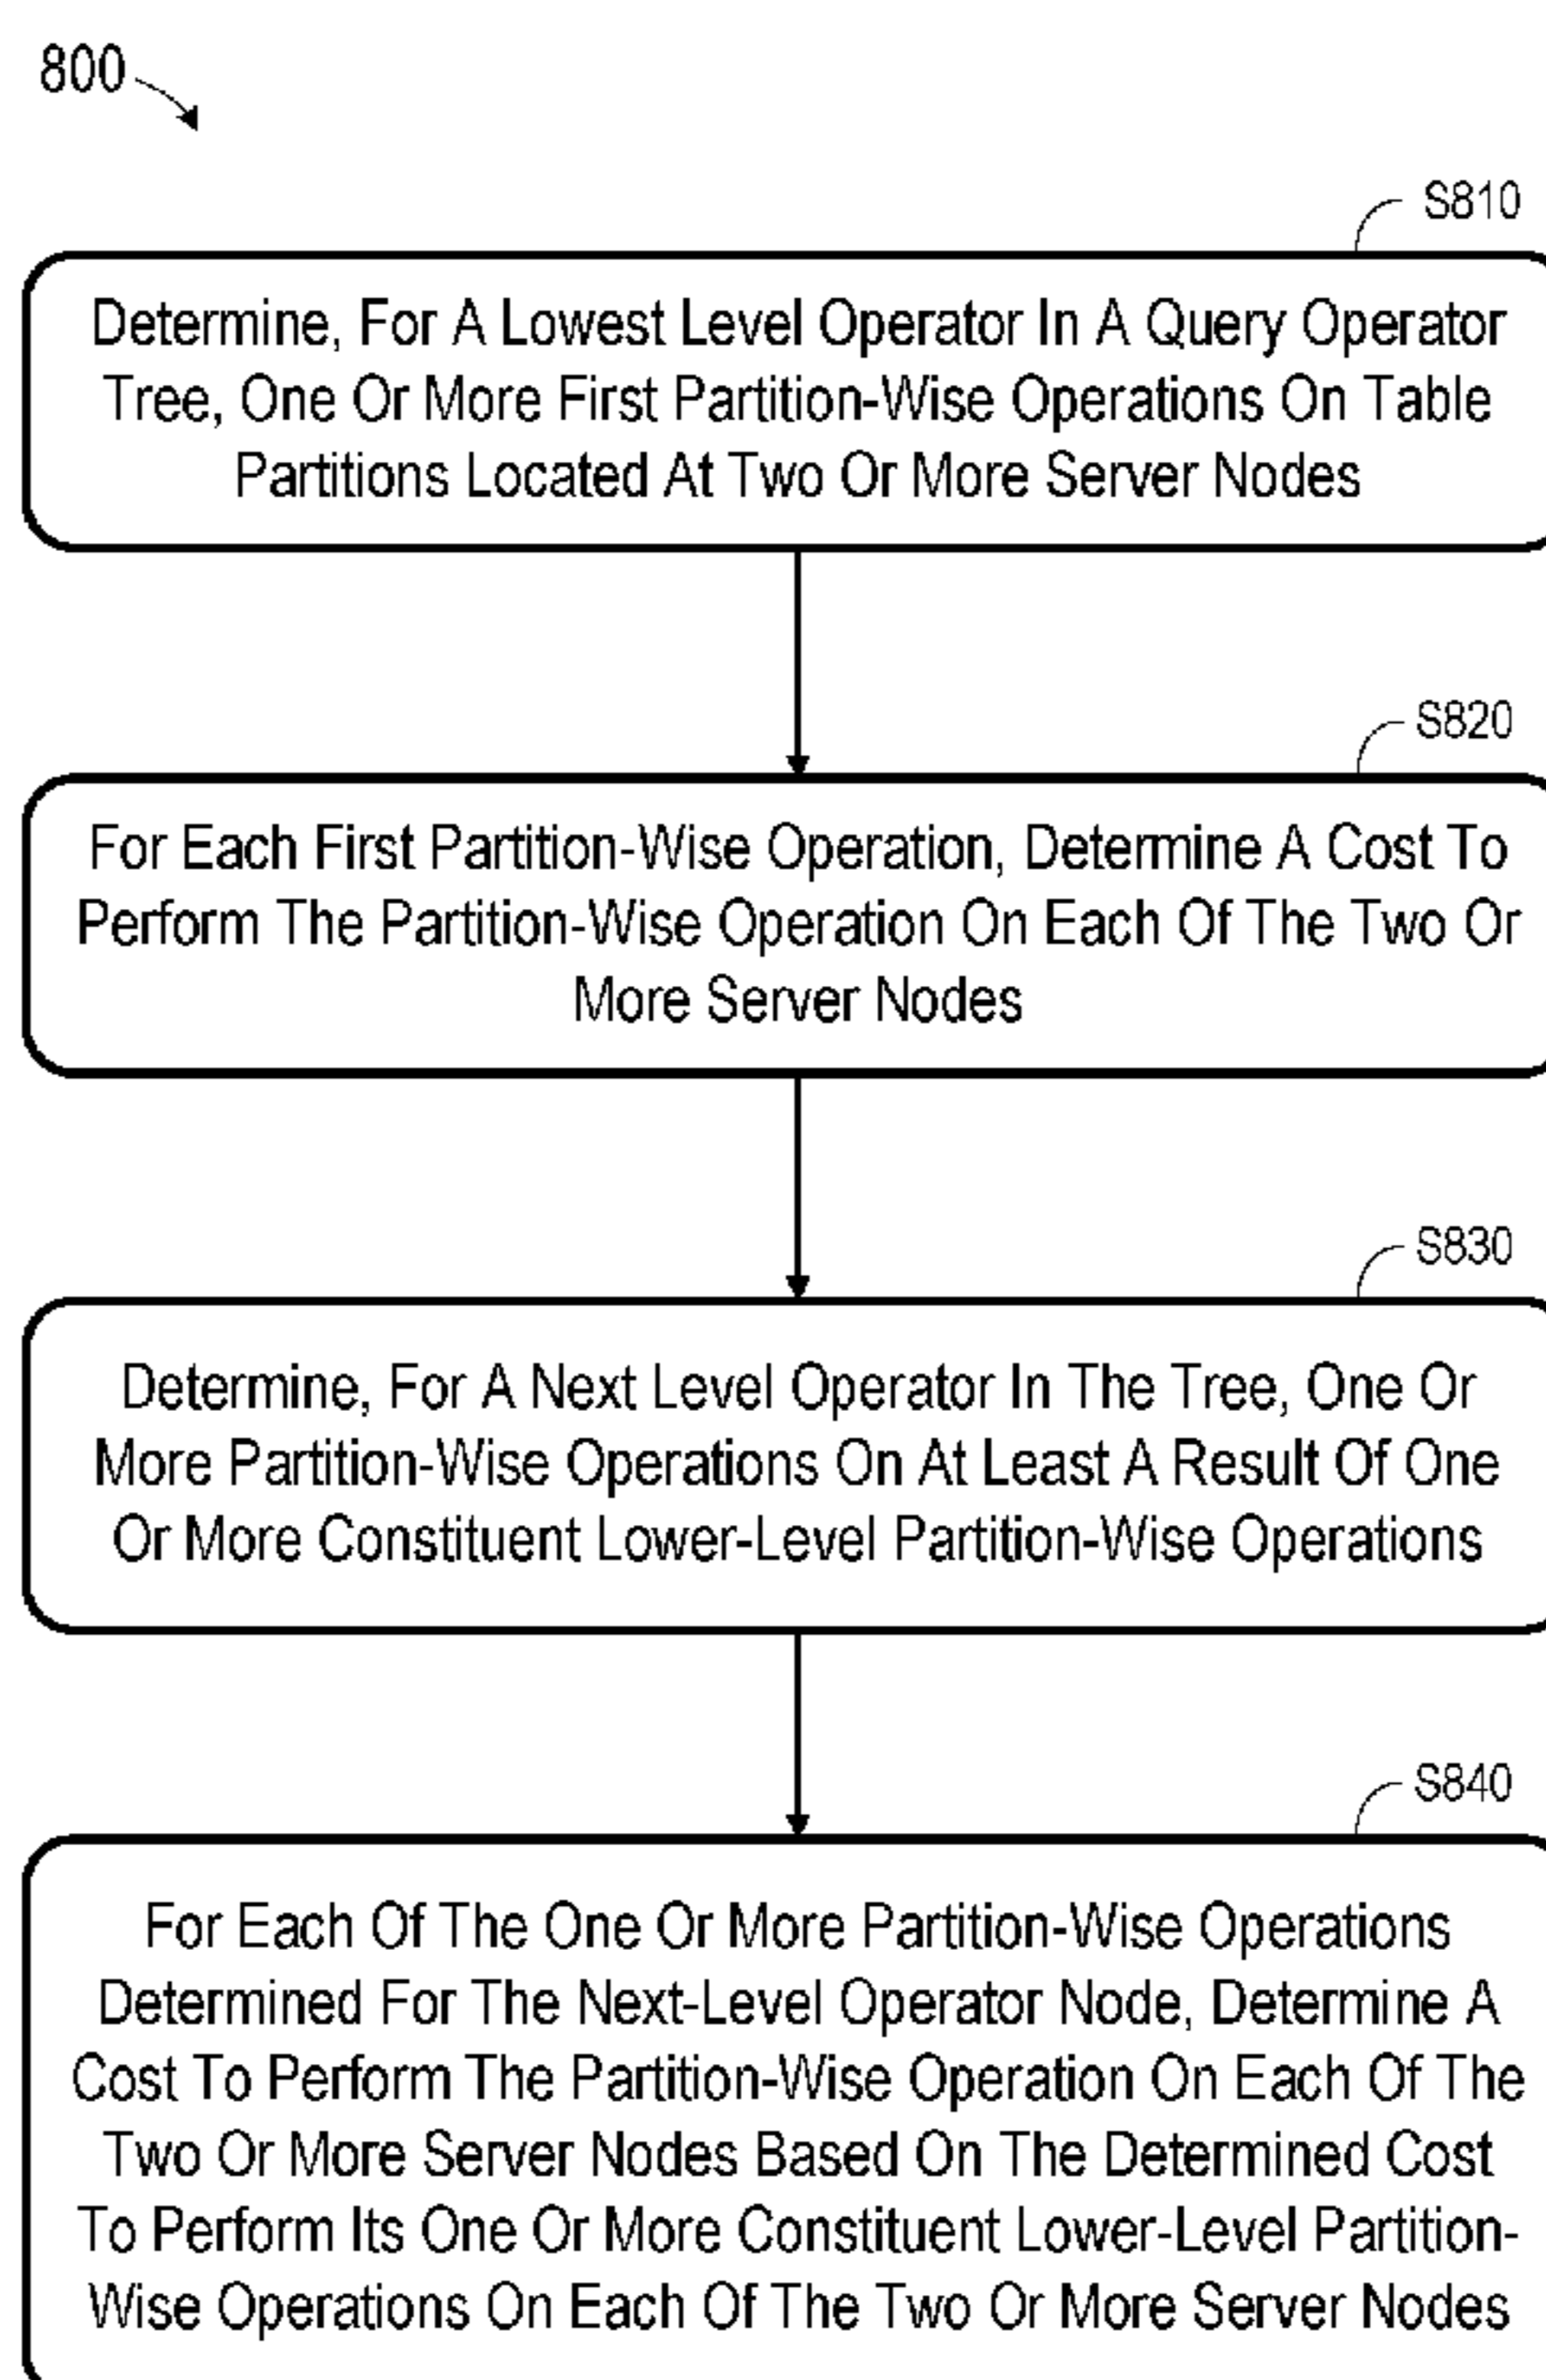 800
S810
Determine, For A Lowest Level Operator In A Query Operator
Tree, One Or More First Partition-Wise Operations On Table
Partitions Located At Two Or More Server Nodes
S820
For Each First Partition-Wise Operation, Determine A Cost To
Perform The Partition-Wise Operation On Each Of The Two Or
More Server Nodes
S830
Determine, For A Next Level Operator In The Tree, One Or
More Partition-Wise Operations On At Least A Result Of One
Or More Constituent Lower-Level Partition-Wise Operations
S840
For Each Of The One Or More Partition-Wise Operations
Determined For The Next-Level Operator Node, Determine A
Cost To Perform The Partition-Wise Operation On Each Of The
Two Or More Server Nodes Based On The Determined Cost
To Perform Its One Or More Constituent Lower-Level Partition-
Wise Operations On Each Of The Two Or More Server Nodes